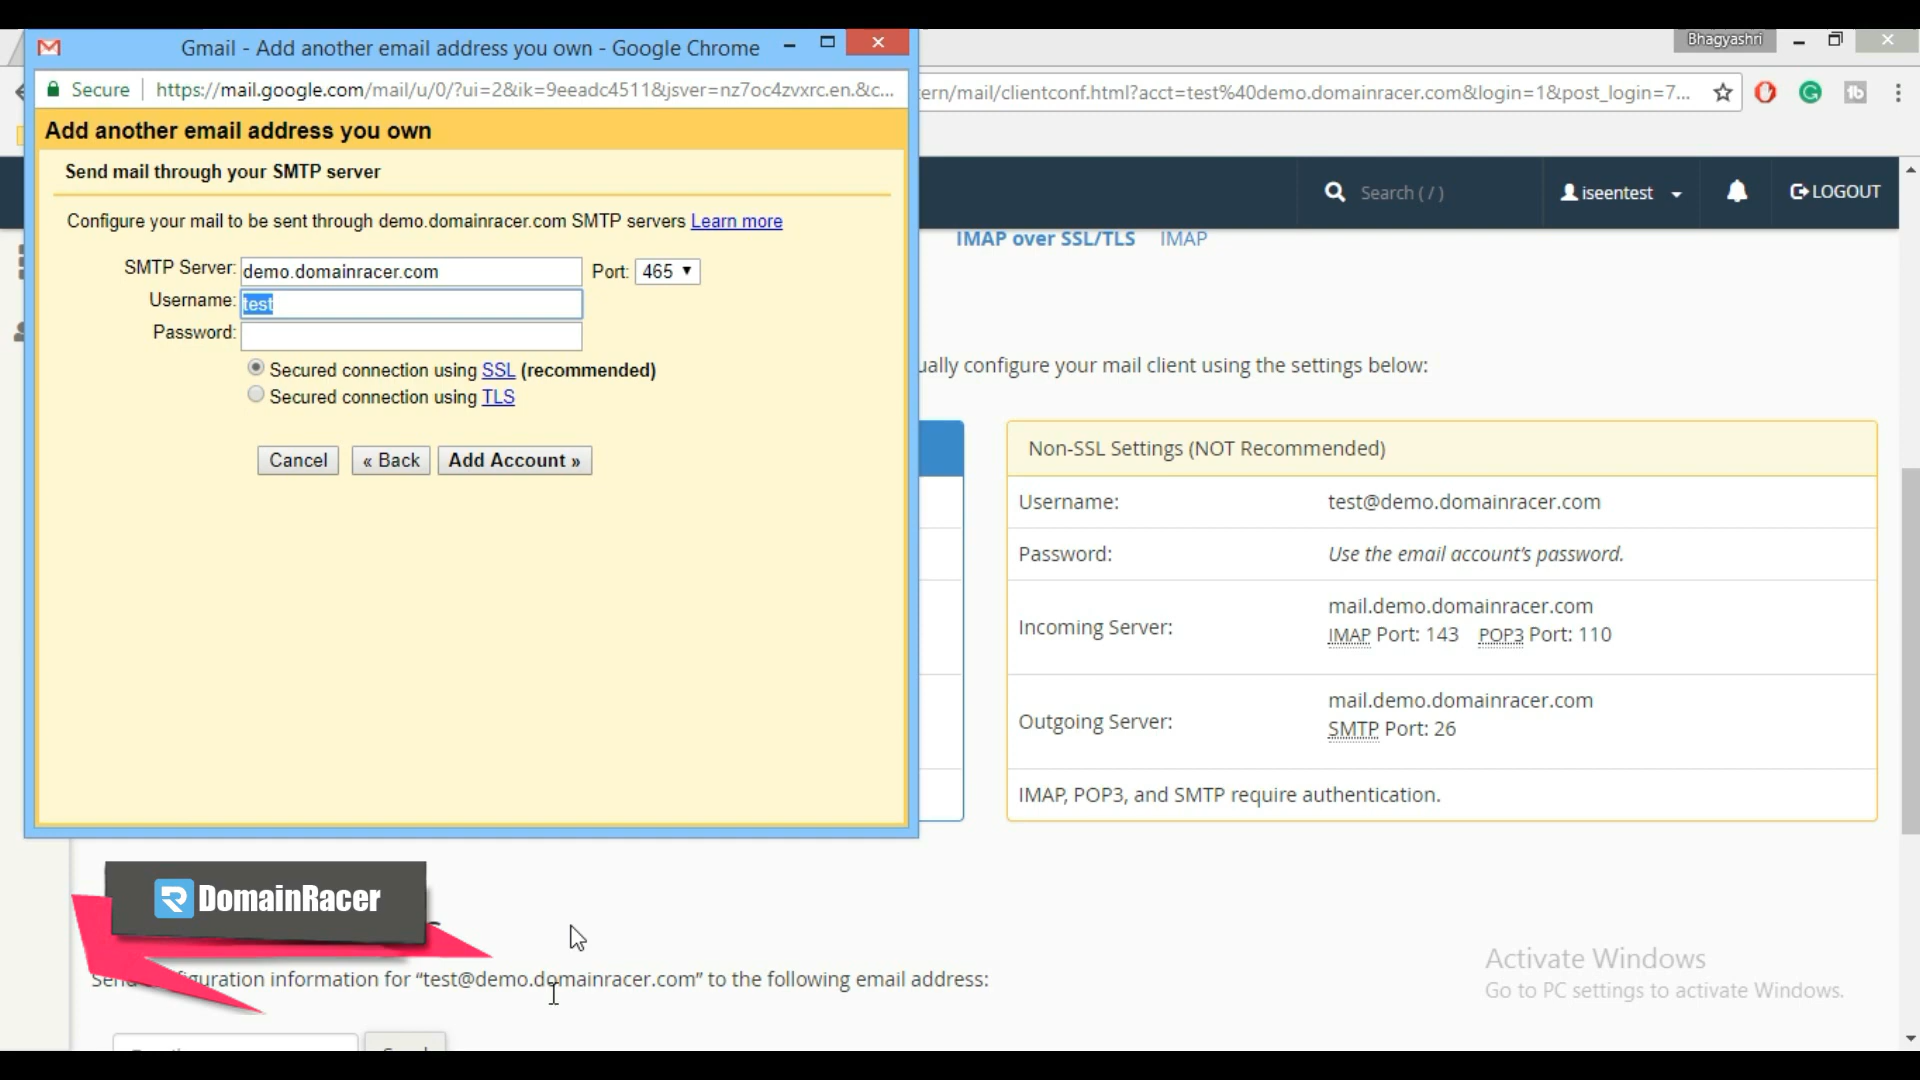 Gmail - Add another email address you own - Google Chrome
Bhagyashri
Secure https://mail.google.com/mail/u/0/?ui=2&ik=9eeadc4511&jsver=nz7oc4zvxrc.en.&c...
tern/mail/clientconf.html?acct=test%40demo.domainracer.com&login=1&post_login=7...
Add another email address you own
Send mail through your SMTP server
Search ( / )
iseentest
LOGOUT
Configure your mail to be sent through demo.domainracer.com SMTP servers Learn more
IMAP over SSL/TLS IMAP
SMTP Server: demo.domainracer.com Port: 465
Username: test
Password:
Secured connection using SSL (recommended)
Secured connection using TLS
Cancel « Back Add Account »
ually configure your mail client using the settings below:
Non-SSL Settings (NOT Recommended)
Username: test@demo.domainracer.com
Password: Use the email account's password.
Incoming Server: mail.demo.domainracer.com
IMAP Port: 143 POP3 Port: 110
Outgoing Server: mail.demo.domainracer.com
SMTP Port: 26
IMAP, POP3, and SMTP require authentication.
DomainRacer
information for “test@demo.domainracer.com” to the following email address:
Activate Windows
Go to PC settings to activate Windows.